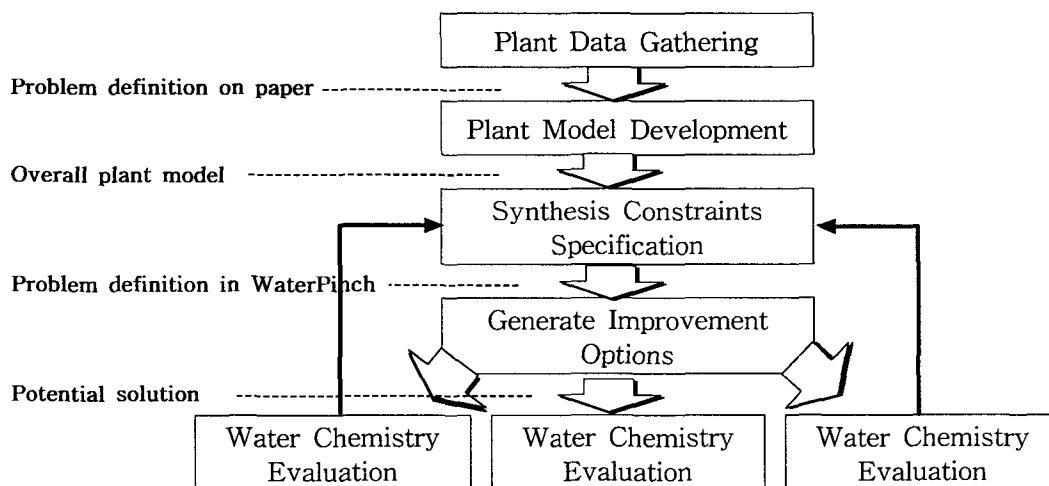 Plant Data Gathering
Problem definition on paper
Plant Model Development
Overall plant model
Synthesis Constraints
Specification
Problem definition in WaterPinch
Generate Improvement
Options
Potential solution
Water Chemistry
Evaluation
Water Chemistry
Evaluation
Water Chemistry
Evaluation